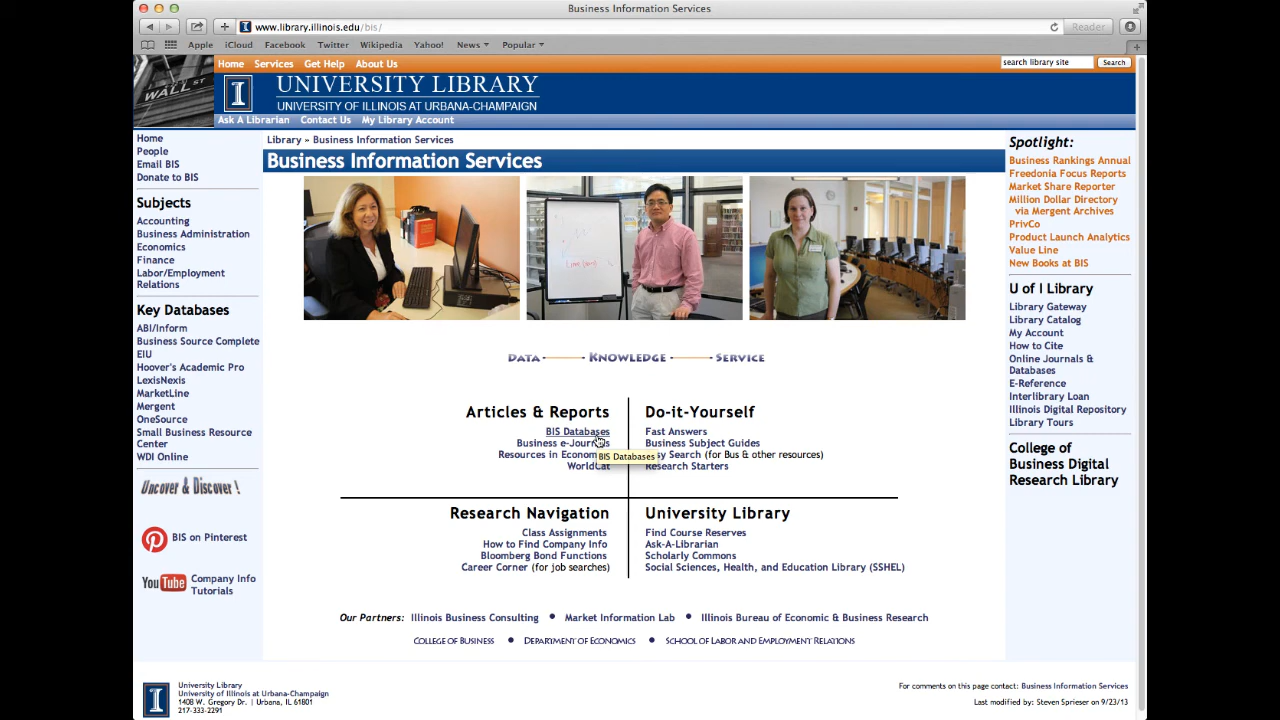 Business Information Services
www.library.illinois.edu/bis/
Reader
Apple iCloud Facebook Twitter Wikipedia Yahoo! News Popular
WALL ST
Home Services Get Help About Us
search library site Search
I UNIVERSITY LIBRARY
UNIVERSITY OF ILLINOIS AT URBANA-CHAMPAIGN
Ask A Librarian Contact Us My Library Account
Home
People
Email BIS
Donate to BIS
Subjects
Accounting
Business Administration
Economics
Finance
Labor/Employment
Relations
Key Databases
ABI/Inform
Business Source Complete
EIU
Hoover's Academic Pro
LexisNexis
MarketLine
Mergent
OneSource
Small Business Resource
Center
WDI Online
Uncover & Discover!
BIS on Pinterest
YouTube Company Info
Tutorials
Library » Business Information Services
Business Information Services
DATA KNOWLEDGE SERVICE
Articles & Reports
BIS Databases
Business e-Journals
Resources in Econom
WorldCat
BIS Databases
Do-it-Yourself
Fast Answers
Business Subject Guides
sy Search (for Bus & other resources)
Research Starters
Research Navigation
Class Assignments
How to Find Company Info
Bloomberg Bond Functions
Career Corner (for job searches)
University Library
Find Course Reserves
Ask-A-Librarian
Scholarly Commons
Social Sciences, Health, and Education Library (SSHEL)
Our Partners: Illinois Business Consulting • Market Information Lab • Illinois Bureau of Economic & Business Research
COLLEGE OF BUSINESS • DEPARTMENT OF ECONOMICS • SCHOOL OF LABOR AND EMPLOYMENT RELATIONS
Spotlight:
Business Rankings Annual
Freedonia Focus Reports
Market Share Reporter
Million Dollar Directory
via Mergent Archives
PrivCo
Product Launch Analytics
Value Line
New Books at BIS
U of I Library
Library Gateway
Library Catalog
My Account
How to Cite
Online Journals &
Databases
E-Reference
Interlibrary Loan
Illinois Digital Repository
Library Tours
College of
Business Digital
Research Library
I
University Library
University of Illinois at Urbana-Champaign
1408 W. Gregory Dr. | Urbana, IL 61801
217-333-2291
For comments on this page contact: Business Information Services
Last modified by: Steven Sprieser on 9/23/13